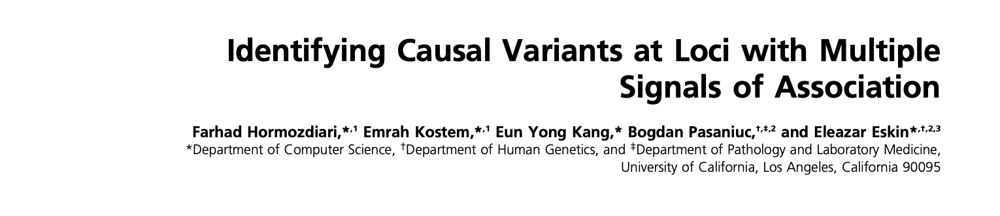 Identifying Causal Variants at Loci with Multiple
Signals of Association
Farhad Hormozdiari,*,1 Emrah Kostem,*,1 Eun Yong Kang,* Bogdan Pasaniuc,†,‡,2 and Eleazar Eskin*,†,2,3
*Department of Computer Science, †Department of Human Genetics, and ‡Department of Pathology and Laboratory Medicine,
University of California, Los Angeles, California 90095